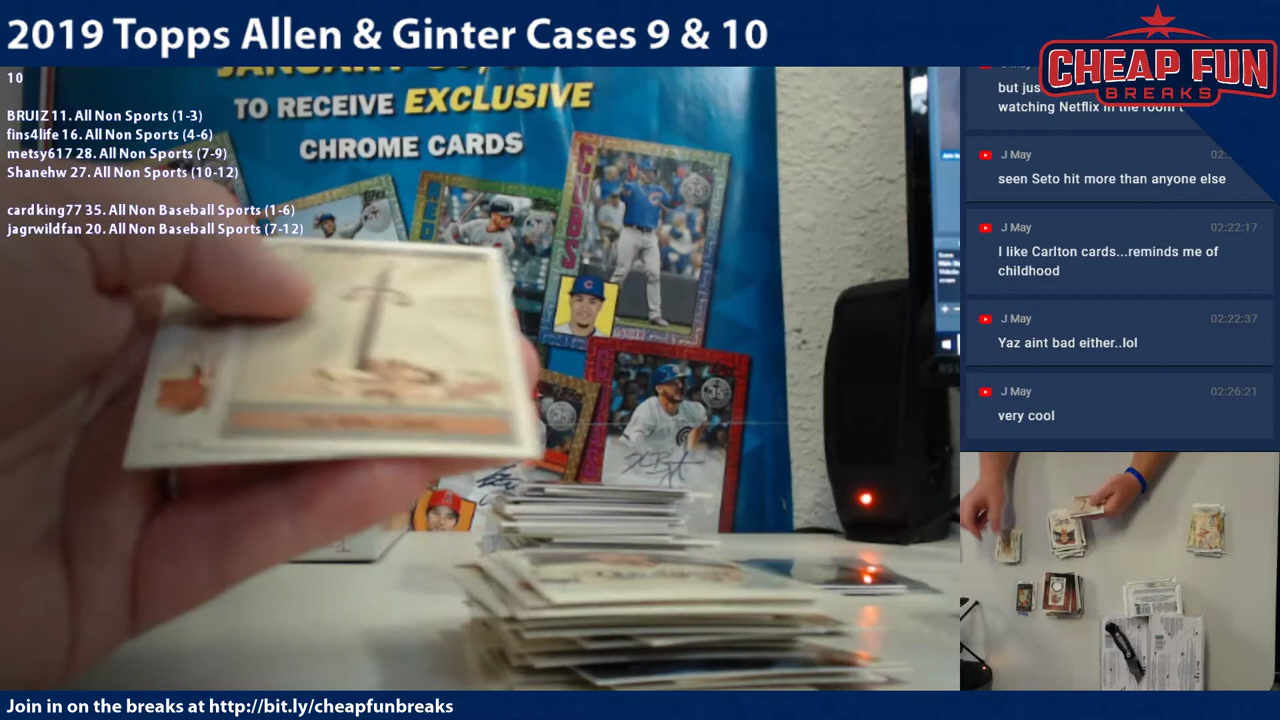 2019 Topps Allen & Ginter Cases 9 & 10
CHEAP FUN
BREAKS
10
BRUIZ 11. All Non Sports (1-3)
fins4life 16. All Non Sports (4-6)
metsy617 28. All Non Sports (7-9)
Shanehw 27. All Non Sports (10-12)
cardking77 35. All Non Baseball Sports (1-6)
jagrwildfan 20. All Non Baseball Sports (7-12)
TO RECEIVE EXCLUSIVE
CHROME CARDS
CUBS
35
but jus
watching Netflix in the room
J May 02:
seen Seto hit more than anyone else
J May 02:22:17
I like Carlton cards...reminds me of
childhood
J May 02:22:37
Yaz aint bad either..lol
J May 02:26:21
very cool
Join in on the breaks at http://bit.ly/cheapfunbreaks